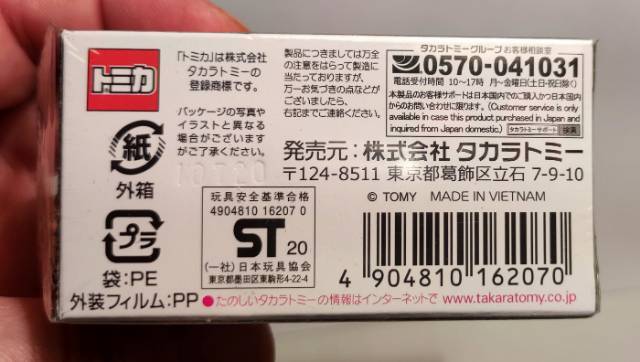 トミカ
「トミカ」は株式会社
タカラトミーの
登録商標です。
パッケージの写真や
イラストと異なる
場合がございます
がご了承ください。
製品につきましては万全
の注意をはらって製造に
当たっておりますが、
万一お気づきの点などが
ございましたら、
右記までご連絡ください。
タカラトミーグループ お客様相談室
0570-041031
電話受付時間 10〜17時 月〜金曜日(土・日・祝日除く)
本製品のお客様サポートは日本国内でのご購入かつ日本国内
からのお問い合わせに限ります。(Customer service is only
available in case this product purchased in Japan and
inquired from Japan domestic.) タカラトミーサポート 検索
発売元：株式会社 タカラトミー
〒124-8511 東京都葛飾区立石 7-9-10
© TOMY MADE IN VIETNAM
紙
外箱
プラ
袋：PE
外装フィルム：PP
玩具安全基準合格
4904810 16207 0
ST 20
(一社)日本玩具協会
東京都墨田区東駒形4-22-4
4 904810 162070
●たのしいタカラトミーの情報はインターネットで www.takaratomy.co.jp